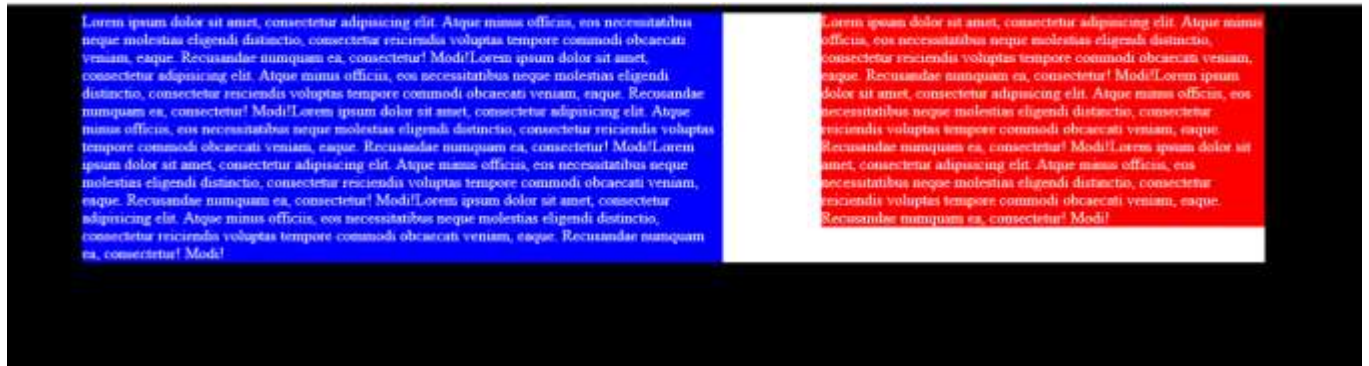 Lorem ipsum dolor sit amet, consectetur adipisicing elit. Atque minus officiis, eos necessitatibus
neque molestias eligendi distinctio, consectetur reiciendis voluptas tempore commodi obcaecati
veniam, eaque. Recusandae numquam ea, consectetur! Modi!Lorem ipsum dolor sit amet,
consectetur adipisicing elit. Atque minus officiis, eos necessitatibus neque molestias eligendi
distinctio, consectetur reiciendis voluptas tempore commodi obcaecati veniam, eaque. Recusandae
numquam ea, consectetur! Modi!Lorem ipsum dolor sit amet, consectetur adipisicing elit. Atque
minus officiis, eos necessitatibus neque molestias eligendi distinctio, consectetur reiciendis voluptas
tempore commodi obcaecati veniam, eaque. Recusandae numquam ea, consectetur! Modi!Lorem
ipsum dolor sit amet, consectetur adipisicing elit. Atque minus officiis, eos necessitatibus neque
molestias eligendi distinctio, consectetur reiciendis voluptas tempore commodi obcaecati veniam,
eaque. Recusandae numquam ea, consectetur! Modi!Lorem ipsum dolor sit amet, consectetur
adipisicing elit. Atque minus officiis, eos necessitatibus neque molestias eligendi distinctio,
consectetur reiciendis voluptas tempore commodi obcaecati veniam, eaque. Recusandae numquam
ea, consectetur! Modi!
Lorem ipsum dolor sit amet, consectetur adipisicing elit. Atque minus
officiis, eos necessitatibus neque molestias eligendi distinctio,
consectetur reiciendis voluptas tempore commodi obcaecati veniam,
eaque. Recusandae numquam ea, consectetur! Modi!Lorem ipsum
dolor sit amet, consectetur adipisicing elit. Atque minus officiis, eos
necessitatibus neque molestias eligendi distinctio, consectetur
reiciendis voluptas tempore commodi obcaecati veniam, eaque.
Recusandae numquam ea, consectetur! Modi!Lorem ipsum dolor sit
amet, consectetur adipisicing elit. Atque minus officiis, eos
necessitatibus neque molestias eligendi distinctio, consectetur
reiciendis voluptas tempore commodi obcaecati veniam, eaque.
Recusandae numquam ea, consectetur! Modi!